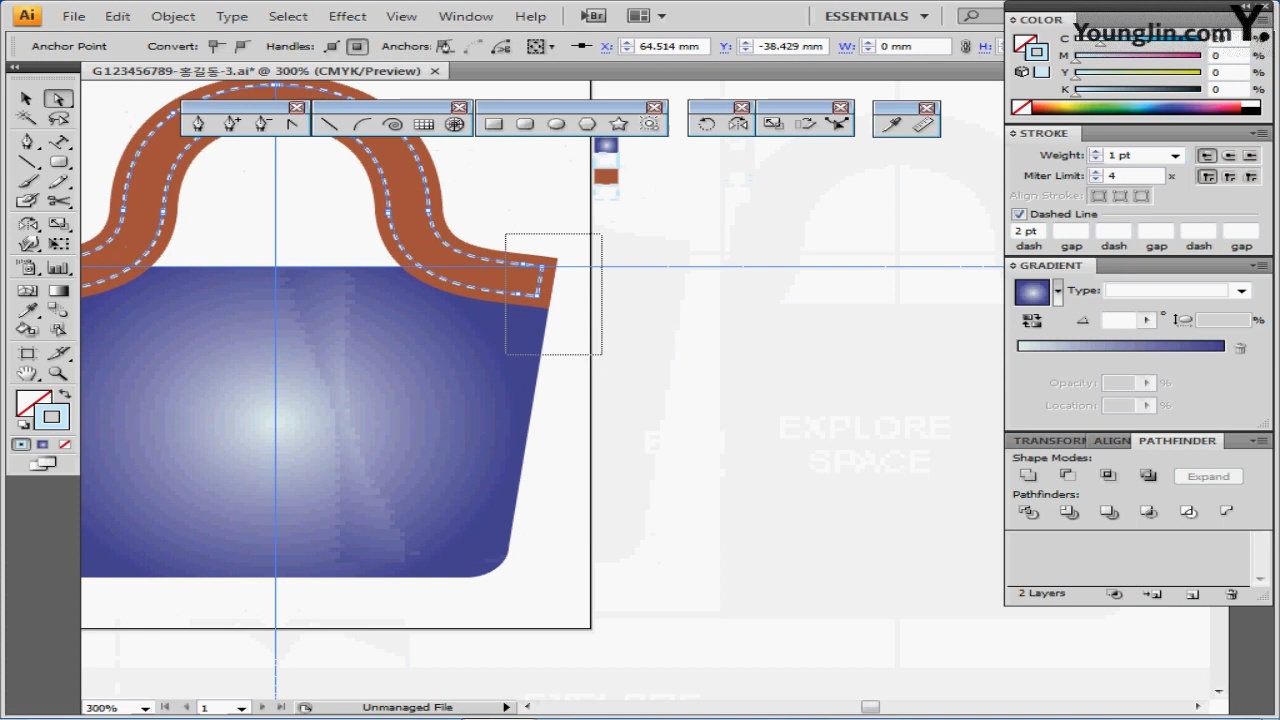 Ai File Edit Object Type Select Effect View Window Help Br ESSENTIALS
Anchor Point Convert: Handles: Anchors: X: 64.514 mm Y: -38.429 mm W: 0 mm H:
G123456789-홍길동-3.ai* @ 300% (CMYK/Preview)
COLOR
Younglin.com Y.
C %
M 0 %
Y 0 %
K 0 %
STROKE
Weight: 1 pt
Miter Limit: 4 x
Align Stroke:
Dashed Line
2 pt
dash gap dash gap dash gap
GRADIENT
Type:
° %
Opacity: %
Location: %
TRANSFORM ALIGN PATHFINDER
Shape Modes:
Expand
Pathfinders:
2 Layers
EXPLORE
SPACE
EXPLORE
300% 1 Unmanaged File